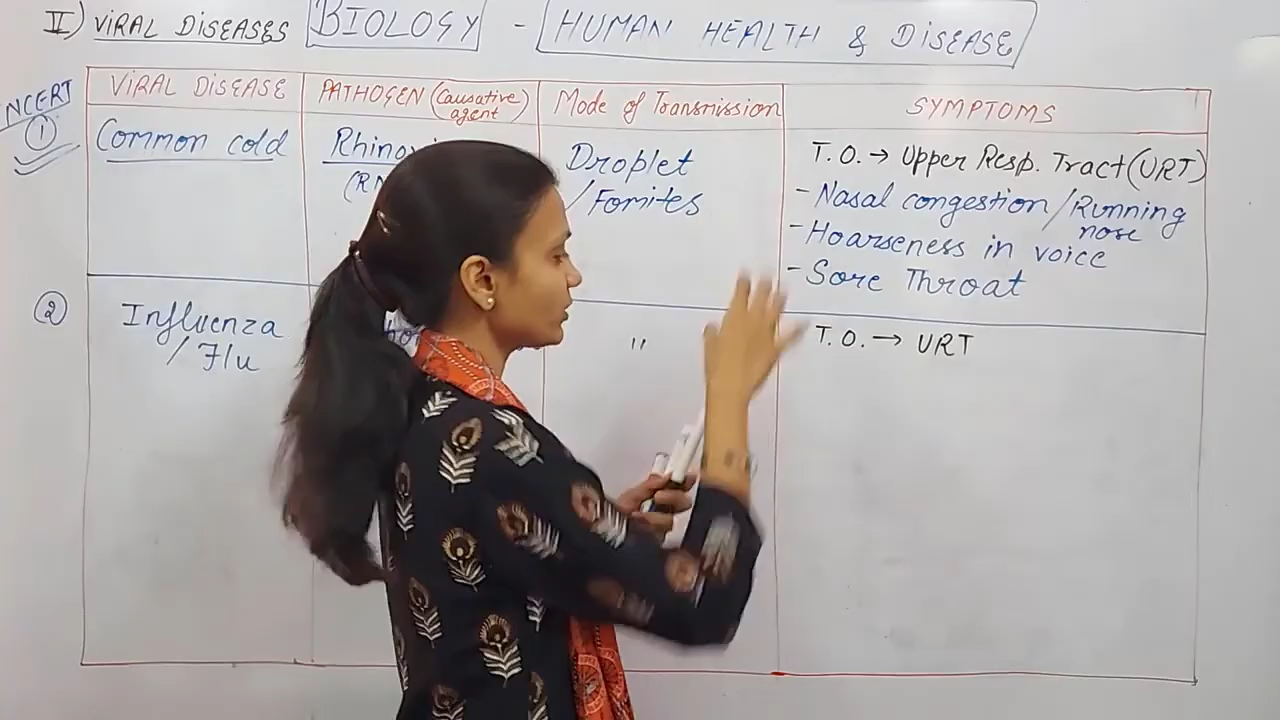 II) VIRAL DISEASES BIOLOGY - HUMAN HEALTH & DISEASE
NCERT
VIRAL DISEASE
PATHOGEN (Causative agent)
Mode of Transmission
SYMPTOMS
1
Common cold
Droplet
/Fomites
T.O. → Upper Resp. Tract (URT)
- Nasal congestion / Running
nose
- Hoarseness in voice
- Sore Throat
2
Influenza
/ Flu
"
T.O. → URT